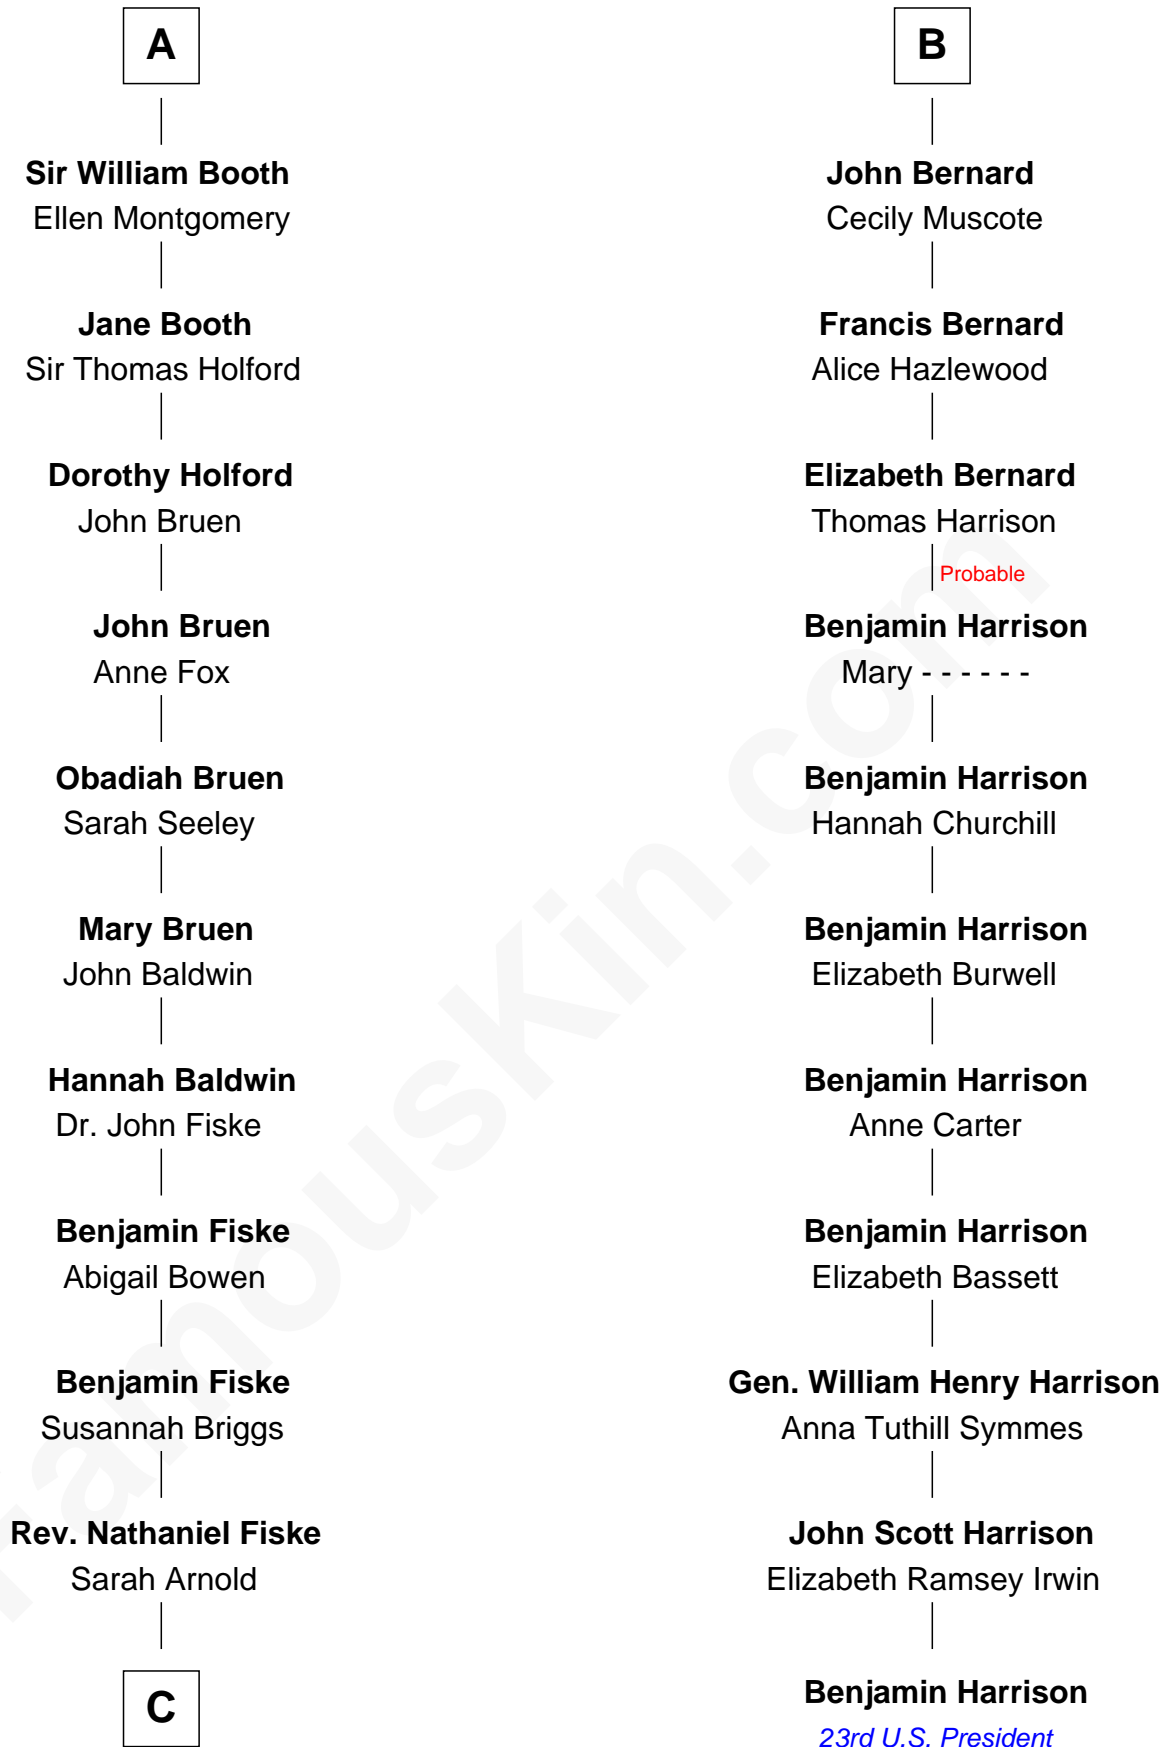 A
Sir William Booth
Ellen Montgomery
Jane Booth
Sir Thomas Holford
Dorothy Holford
John Bruen
John Bruen
Anne Fox
Obadiah Bruen
Sarah Seeley
Mary Bruen
John Baldwin
Hannah Baldwin
Dr. John Fiske
Benjamin Fiske
Abigail Bowen
Benjamin Fiske
Susannah Briggs
Rev. Nathaniel Fiske
Sarah Arnold
C
B
John Bernard
Cecily Muscote
Francis Bernard
Alice Hazlewood
Elizabeth Bernard
Thomas Harrison
Probable
Benjamin Harrison
Mary - - - - - -
Benjamin Harrison
Hannah Churchill
Benjamin Harrison
Elizabeth Burwell
Benjamin Harrison
Anne Carter
Benjamin Harrison
Elizabeth Bassett
Gen. William Henry Harrison
Anna Tuthill Symmes
John Scott Harrison
Elizabeth Ramsey Irwin
Benjamin Harrison
23rd U.S. President
FamousKin.com